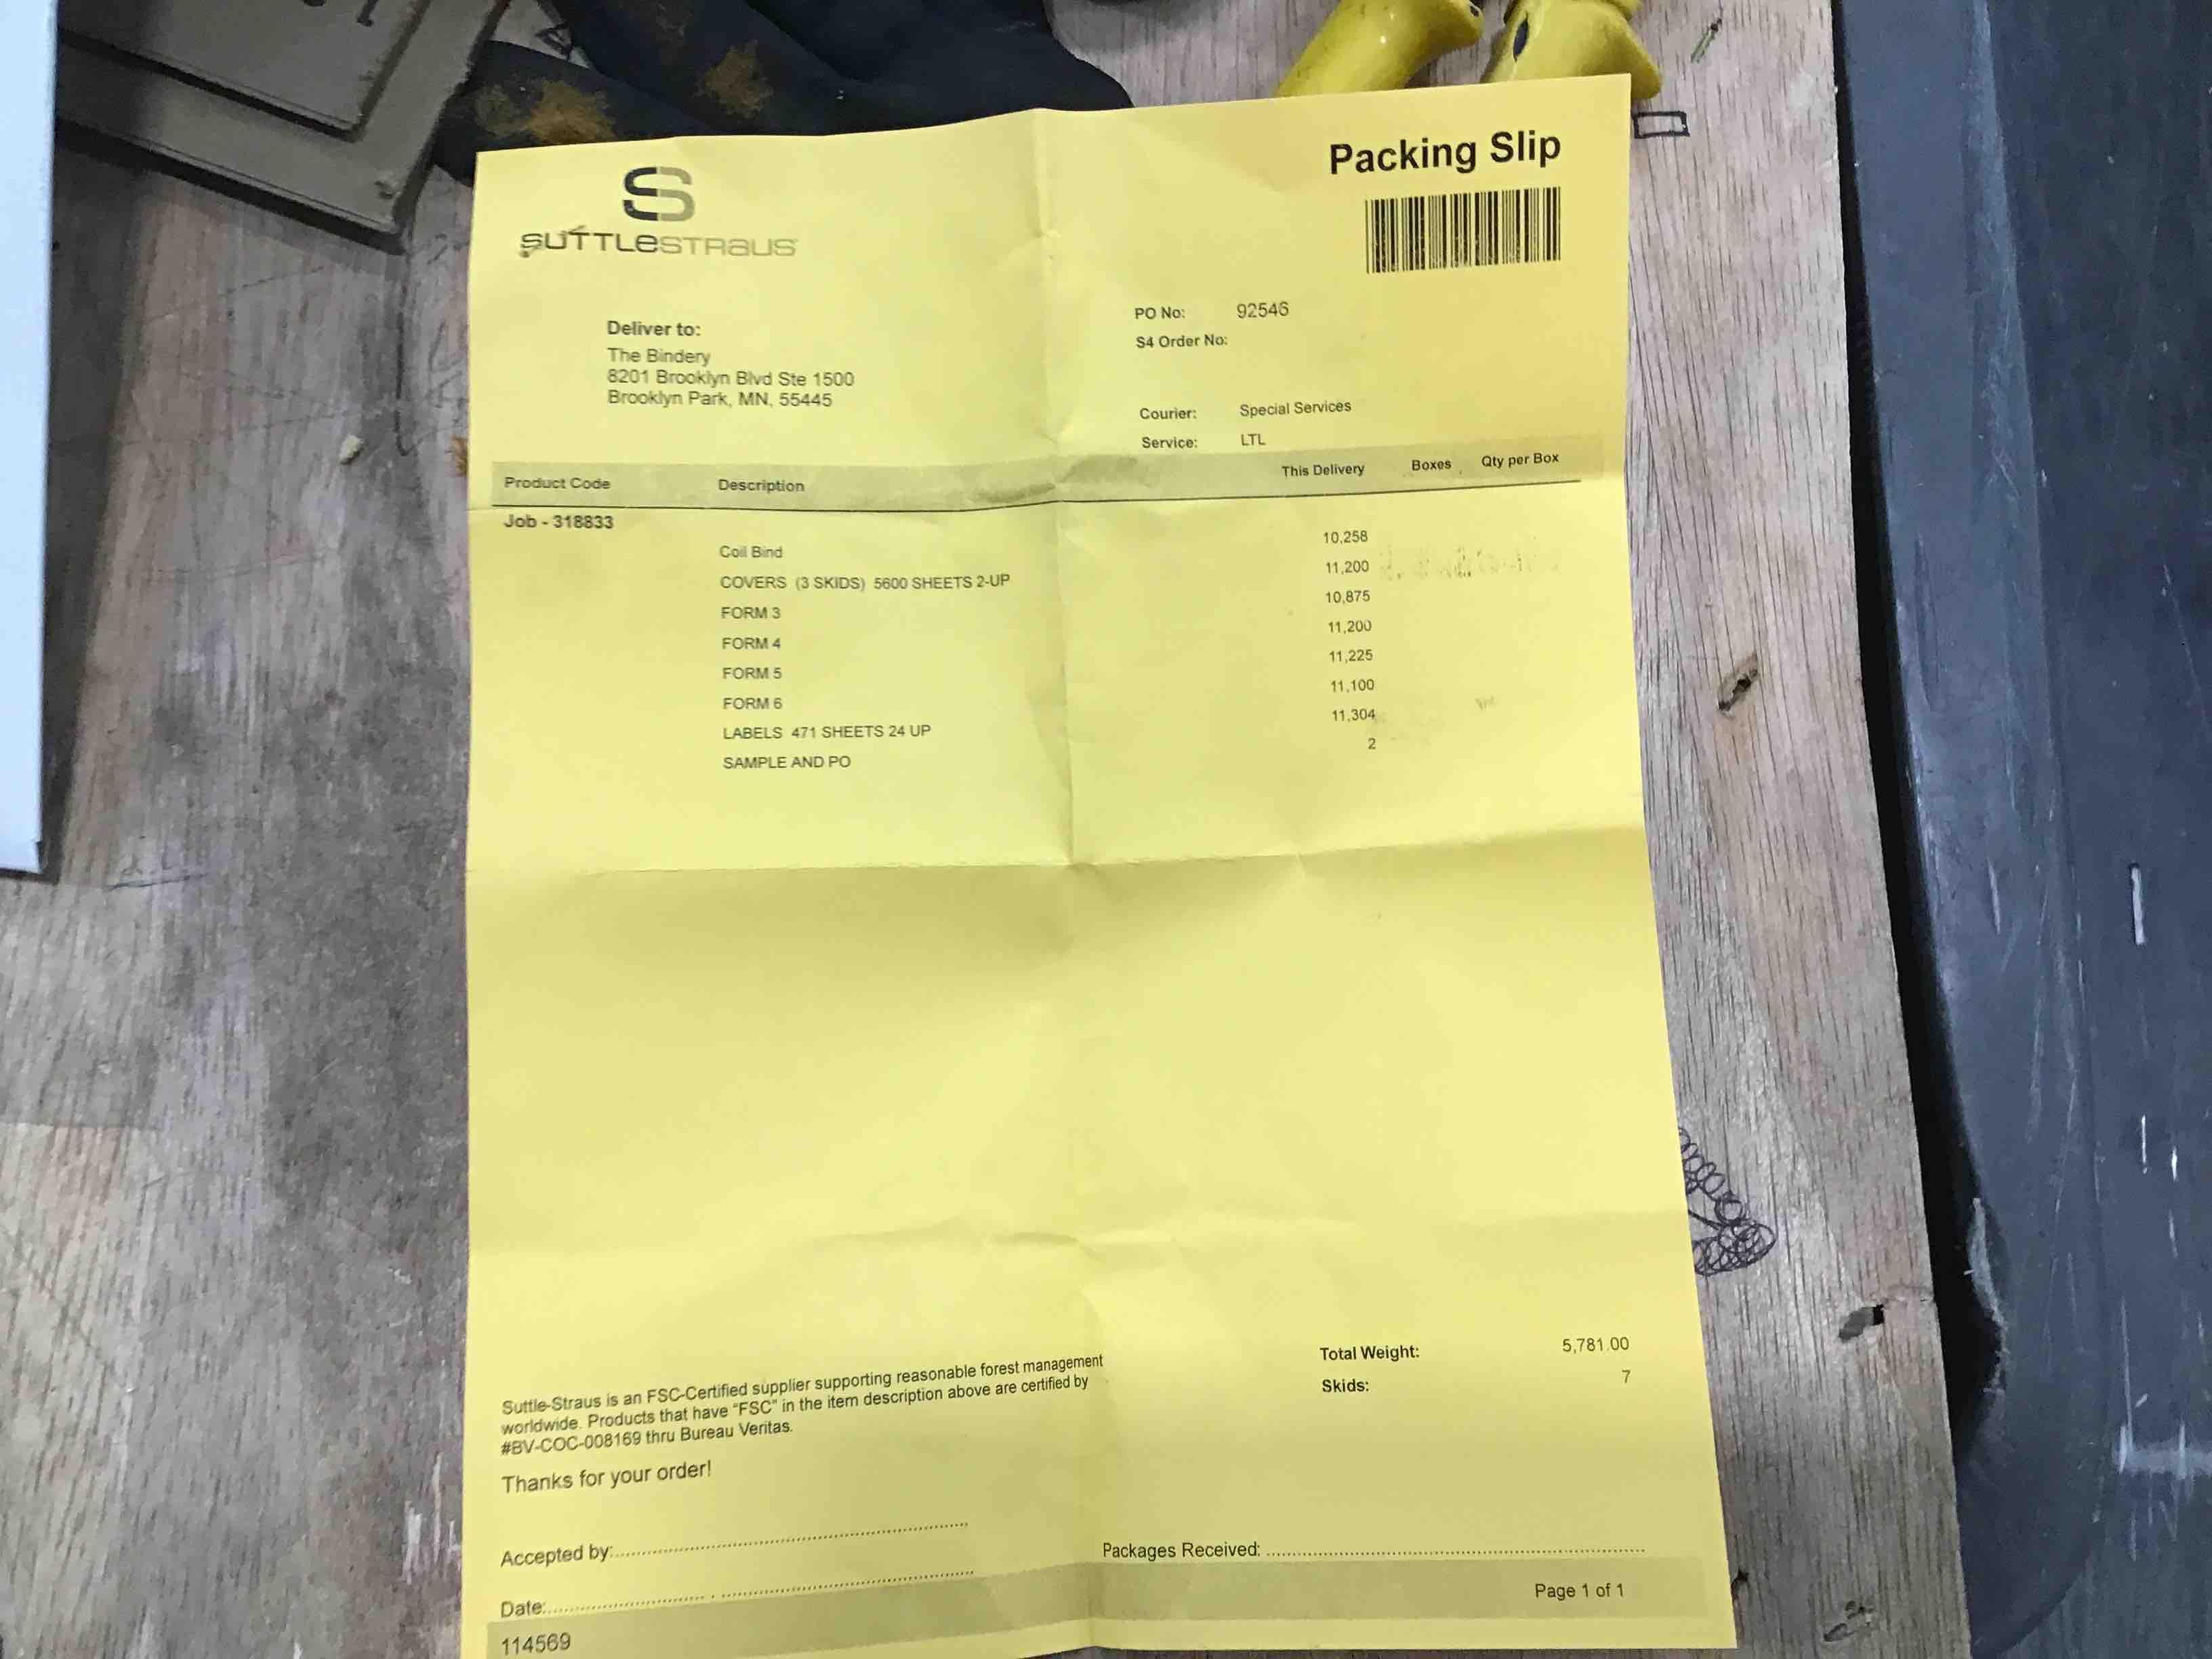 Packing Slip
SUTTLESTRAUS
Deliver to:
The Bindery
8201 Brooklyn Blvd Ste 1500
Brooklyn Park, MN, 55445
PO No: 92546
S4 Order No:
Courier: Special Services
Service: LTL
Product Code Description This Delivery Boxes Qty per Box
Job - 318833
Coil Bind 10,258
COVERS (3 SKIDS) 5600 SHEETS 2-UP 11,200
FORM 3 10,875
FORM 4 11,200
FORM 5 11,225
FORM 6 11,100
LABELS 471 SHEETS 24 UP 11,304
SAMPLE AND PO 2
Total Weight: 5,781.00
Skids: 7
Suttle-Straus is an FSC-Certified supplier supporting reasonable forest management
worldwide. Products that have "FSC" in the item description above are certified by
#BV-COC-008169 thru Bureau Veritas.
Thanks for your order!
Accepted by:
Packages Received:
Date:
Page 1 of 1
114569